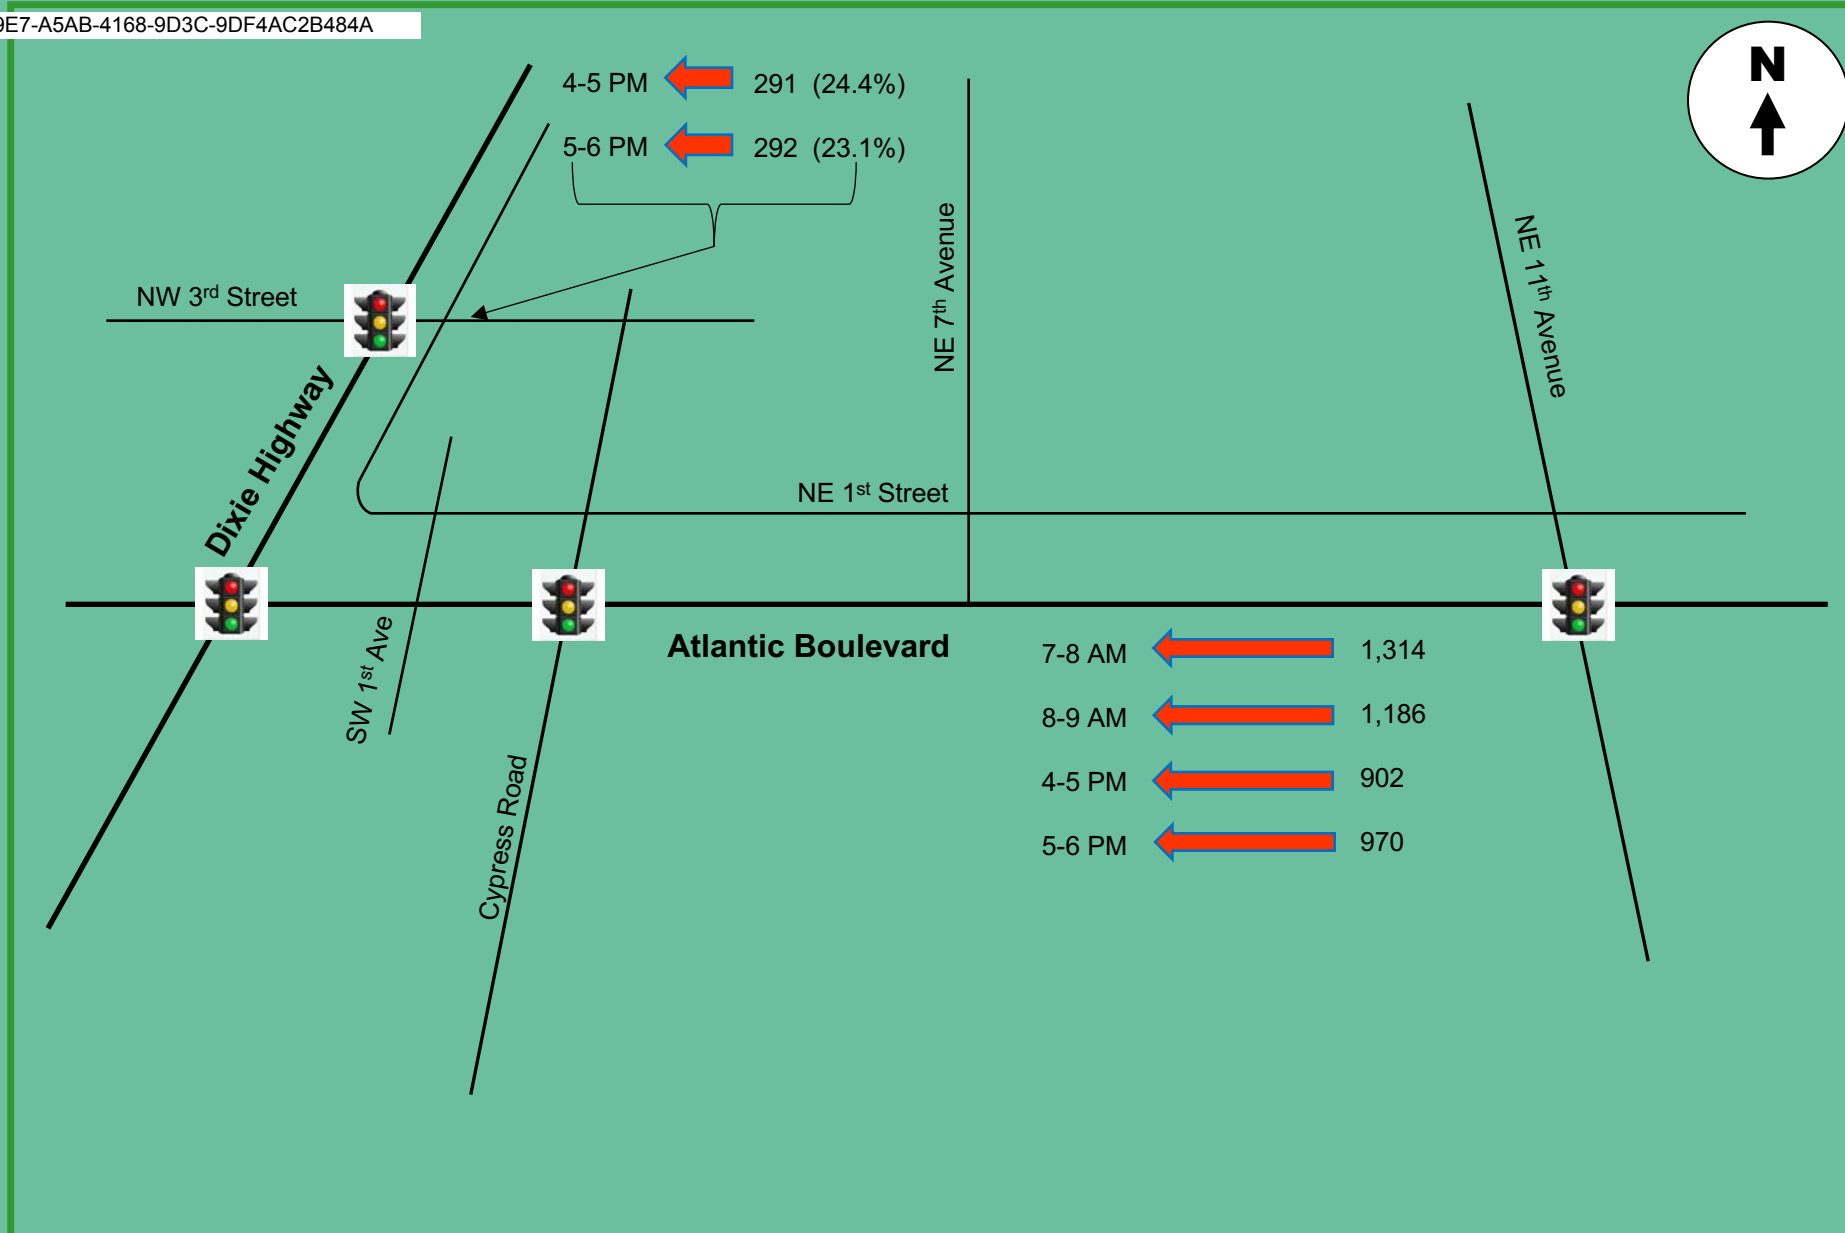 9E7-A5AB-4168-9D3C-9DF4AC2B484A
N
4-5 PM 291 (24.4%)
5-6 PM 292 (23.1%)
NW 3rd Street
NE 7th Avenue
NE 11th Avenue
Dixie Highway
NE 1st Street
SW 1st Ave
Cypress Road
Atlantic Boulevard
7-8 AM 1,314
8-9 AM 1,186
4-5 PM 902
5-6 PM 970